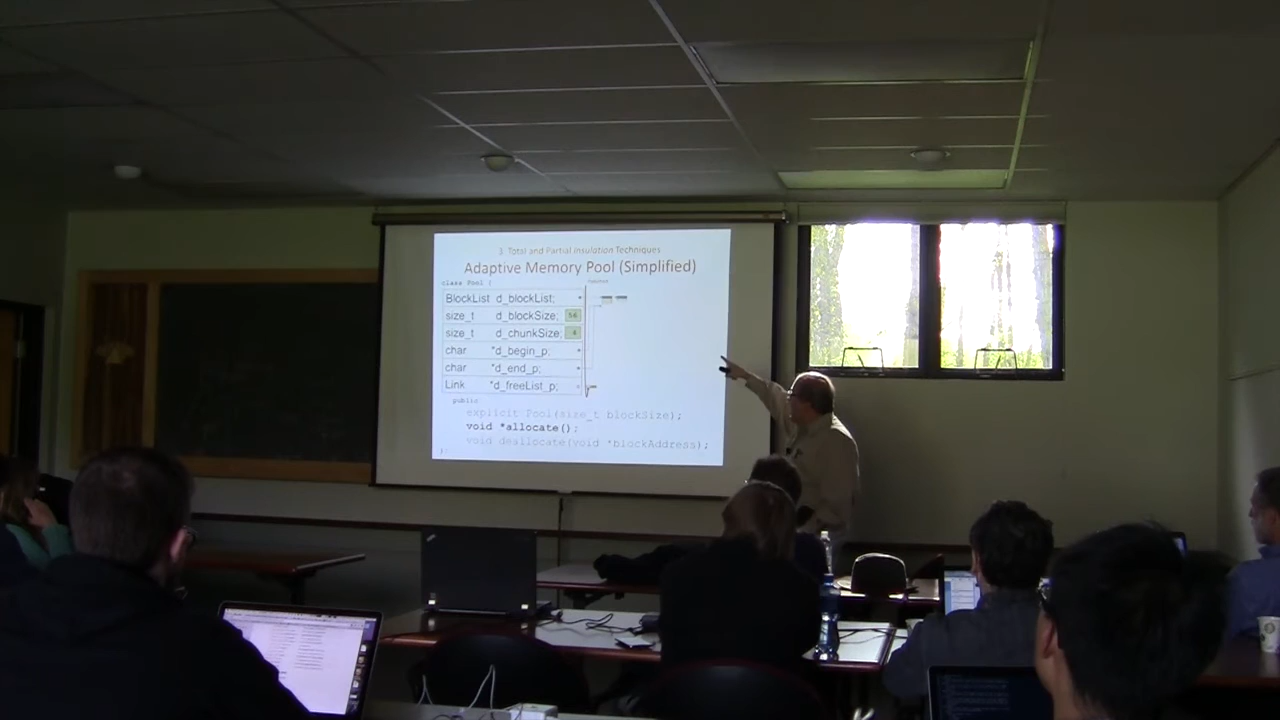 3. Total and Partial Insulation Techniques
Adaptive Memory Pool (Simplified)
class Pool {
BlockList d_blockList;
size_t d_blockSize; 56
size_t d_chunkSize; 4
char *d_begin_p;
char *d_end_p;
Link *d_freeList_p;
public
explicit Pool(size_t blockSize);
void *allocate();
void deallocate(void *blockAddress);
};